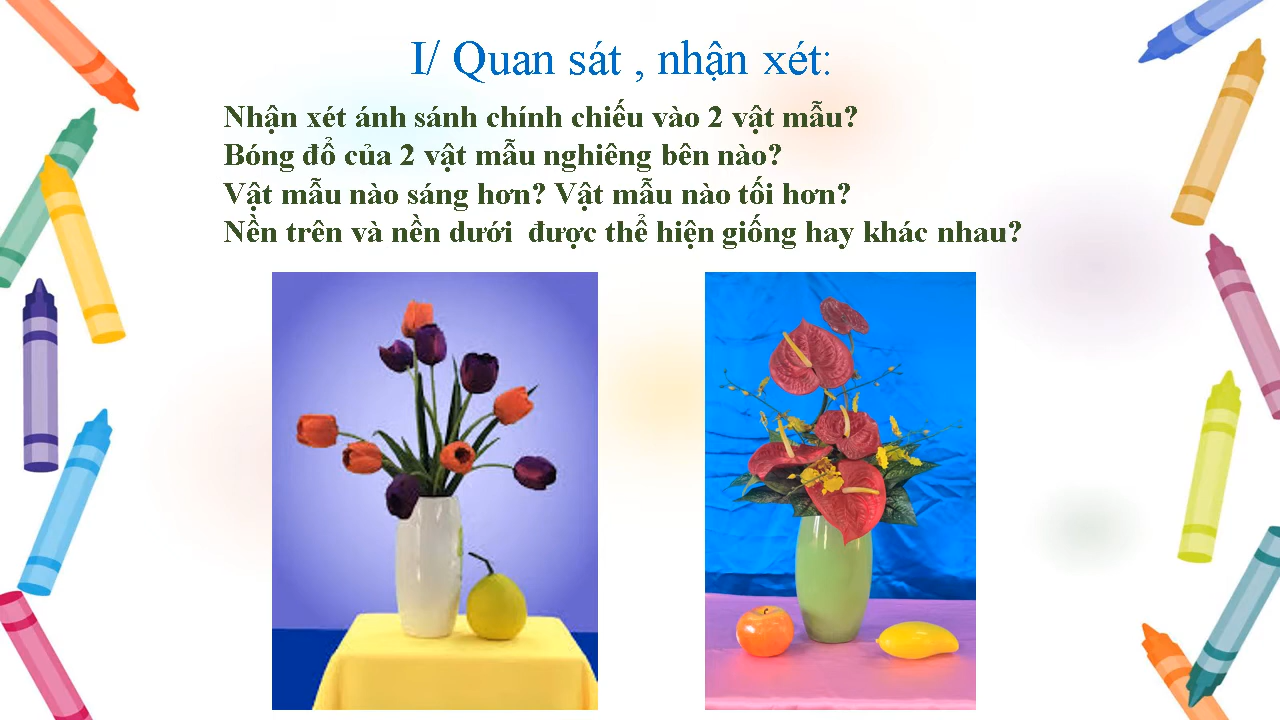 I/ Quan sát , nhận xét:
Nhận xét ánh sánh chính chiếu vào 2 vật mẫu?
Bóng đổ của 2 vật mẫu nghiêng bên nào?
Vật mẫu nào sáng hơn? Vật mẫu nào tối hơn?
Nền trên và nền dưới  được thể hiện giống hay khác nhau?